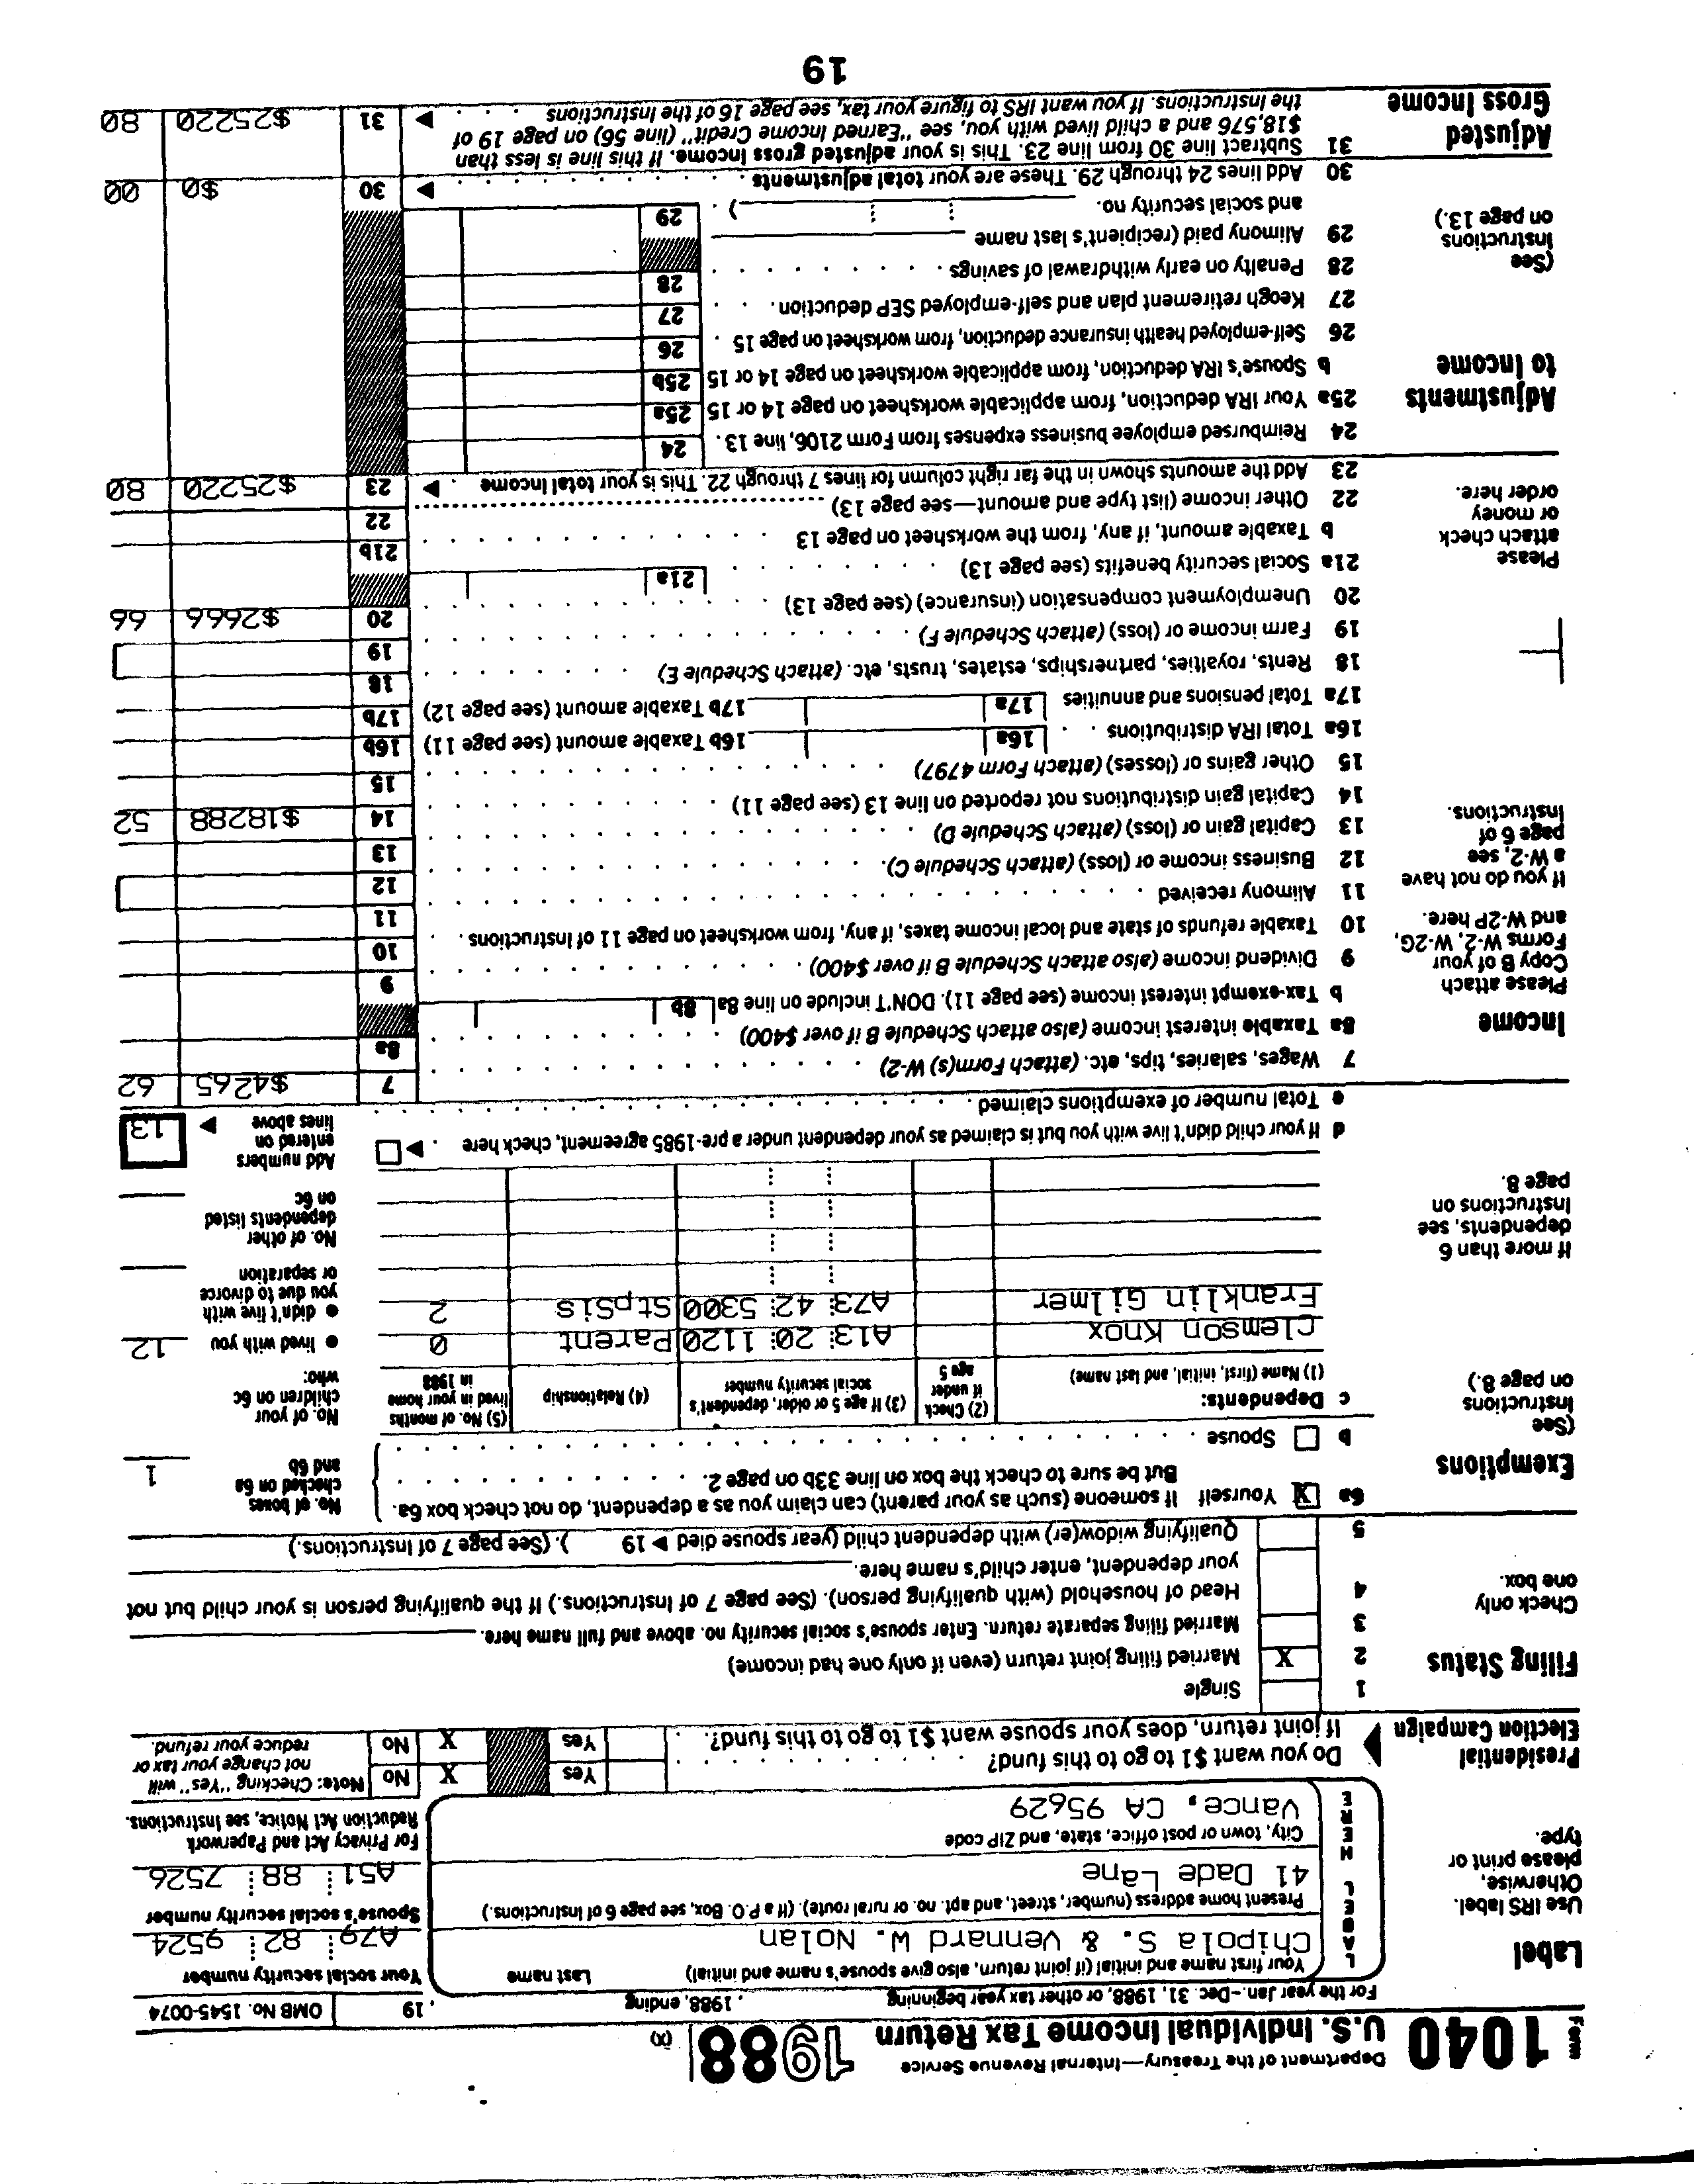 Form 1040 Department of the Treasury—Internal Revenue Service
U.S. Individual Income Tax Return 1988 (X)
For the year Jan.–Dec. 31, 1988, or other tax year beginning , 1988, ending , 19 OMB No. 1545-0074
Label
Use IRS label.
Otherwise,
please print or
type.
LABEL HERE
Your first name and initial (if joint return, also give spouse's name and initial) Last name
Chipola S. & Vennard W. Nolan
Your social security number
A79 82 9524
Present home address (number, street, and apt. no. or rural route). (If a P.O. Box, see page 6 of Instructions.)
41 Dade Lane
Spouse's social security number
A51 88 7526
City, town or post office, state, and ZIP code
Vance, CA 95629
For Privacy Act and Paperwork
Reduction Act Notice, see Instructions.
Presidential
Election Campaign
Do you want $1 to go to this fund? Yes X No
If joint return, does your spouse want $1 to go to this fund? Yes X No
Note: Checking "Yes" will
not change your tax or
reduce your refund.
Filing Status
Check only
one box.
1 Single
2 X Married filing joint return (even if only one had income)
3 Married filing separate return. Enter spouse's social security no. above and full name here.
4 Head of household (with qualifying person). (See page 7 of Instructions.) If the qualifying person is your child but not
your dependent, enter child's name here.
5 Qualifying widow(er) with dependent child (year spouse died ▶ 19 ). (See page 7 of Instructions.)
Exemptions
(See
Instructions
on page 8.)
If more than 6
dependents, see
Instructions on
page 8.
6a X Yourself If someone (such as your parent) can claim you as a dependent, do not check box 6a.
But be sure to check the box on line 33b on page 2.
b Spouse
No. of boxes
checked on 6a
and 6b 1
c Dependents:
(1) Name (first, initial, and last name)
(2) Check
if under
age 5
(3) If age 5 or older, dependent's
social security number
(4) Relationship
(5) No. of months
lived in your home
in 1988
Clemson Knox A13 20 1120 Parent 0
Franklin Gilmer A73 42 5300 StpSis 2
No. of your
children on 6c
who:
● lived with you 12
● didn't live with
you due to divorce
or separation
No. of other
dependents listed
on 6c
d If your child didn't live with you but is claimed as your dependent under a pre-1985 agreement, check here ▶
e Total number of exemptions claimed
Add numbers
entered on
lines above ▶ 13
Income
Please attach
Copy B of your
Forms W-2, W-2G,
and W-2P here.
If you do not have
a W-2, see
page 6 of
Instructions.
Please
attach check
or money
order here.
7 Wages, salaries, tips, etc. (attach Form(s) W-2) 7 $4265 62
8a Taxable interest income (also attach Schedule B if over $400) 8a
b Tax-exempt interest income (see page 11). DON'T include on line 8a 8b
9 Dividend income (also attach Schedule B if over $400) 9
10 Taxable refunds of state and local income taxes, if any, from worksheet on page 11 of Instructions 10
11 Alimony received 11
12 Business income or (loss) (attach Schedule C) 12
13 Capital gain or (loss) (attach Schedule D) 13
14 Capital gain distributions not reported on line 13 (see page 11) 14 $18288 52
15 Other gains or (losses) (attach Form 4797) 15
16a Total IRA distributions 16a 16b Taxable amount (see page 11) 16b
17a Total pensions and annuities 17a 17b Taxable amount (see page 12) 17b
18 Rents, royalties, partnerships, estates, trusts, etc. (attach Schedule E) 18
19 Farm income or (loss) (attach Schedule F) 19
20 Unemployment compensation (insurance) (see page 13) 20 $2666 66
21a Social security benefits (see page 13) 21a
b Taxable amount, if any, from the worksheet on page 13 21b
22 Other income (list type and amount—see page 13) 22
23 Add the amounts shown in the far right column for lines 7 through 22. This is your total income ▶ 23 $25220 80
Adjustments
to Income
(See
Instructions
on page 13.)
24 Reimbursed employee business expenses from Form 2106, line 13 24
25a Your IRA deduction, from applicable worksheet on page 14 or 15 25a
b Spouse's IRA deduction, from applicable worksheet on page 14 or 15 25b
26 Self-employed health insurance deduction, from worksheet on page 15 26
27 Keogh retirement plan and self-employed SEP deduction 27
28 Penalty on early withdrawal of savings 28
29 Alimony paid (recipient's last name
and social security no. ) 29
30 Add lines 24 through 29. These are your total adjustments ▶ 30 $0 00
Adjusted
Gross Income
31 Subtract line 30 from line 23. This is your adjusted gross income. If this line is less than
$18,576 and a child lived with you, see "Earned Income Credit" (line 56) on page 19 of
the Instructions. If you want IRS to figure your tax, see page 16 of the Instructions ▶ 31 $25220 80
19